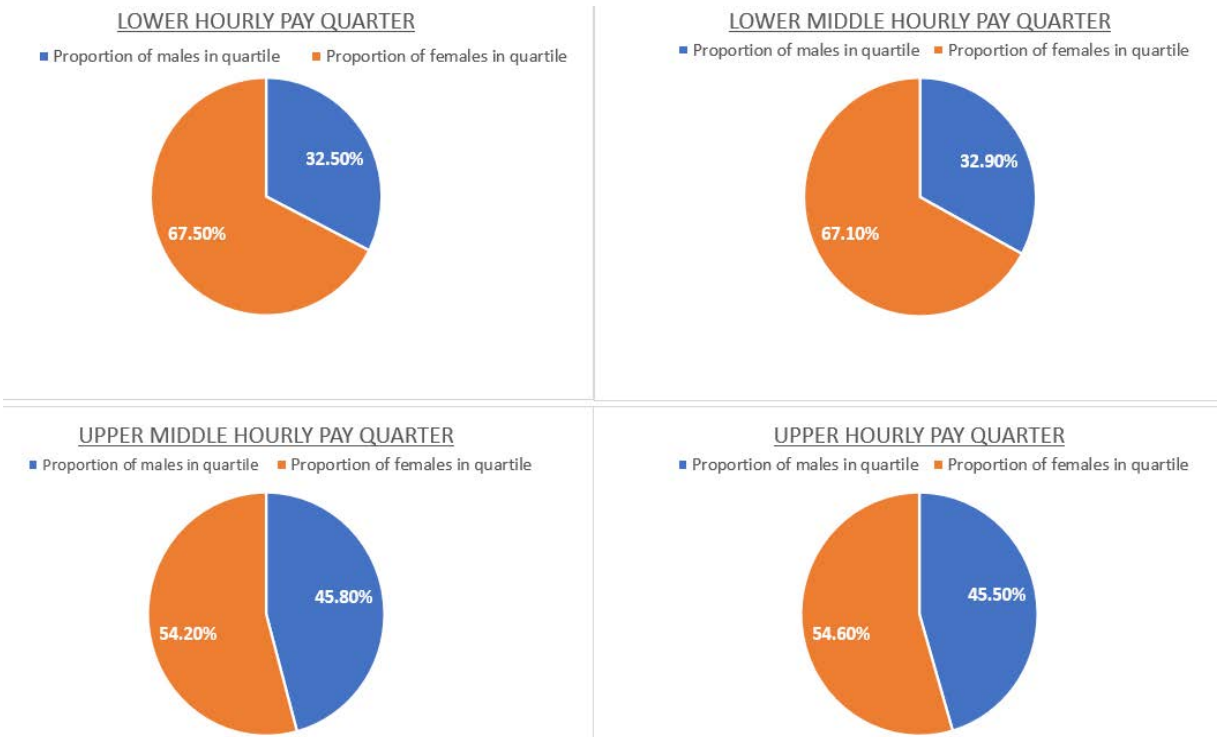 LOWER HOURLY PAY QUARTER
Proportion of males in quartile Proportion of females in quartile
32.50%
67.50%
LOWER MIDDLE HOURLY PAY QUARTER
Proportion of males in quartile Proportion of females in quartile
32.90%
67.10%
UPPER MIDDLE HOURLY PAY QUARTER
Proportion of males in quartile Proportion of females in quartile
45.80%
54.20%
UPPER HOURLY PAY QUARTER
Proportion of males in quartile Proportion of females in quartile
45.50%
54.60%